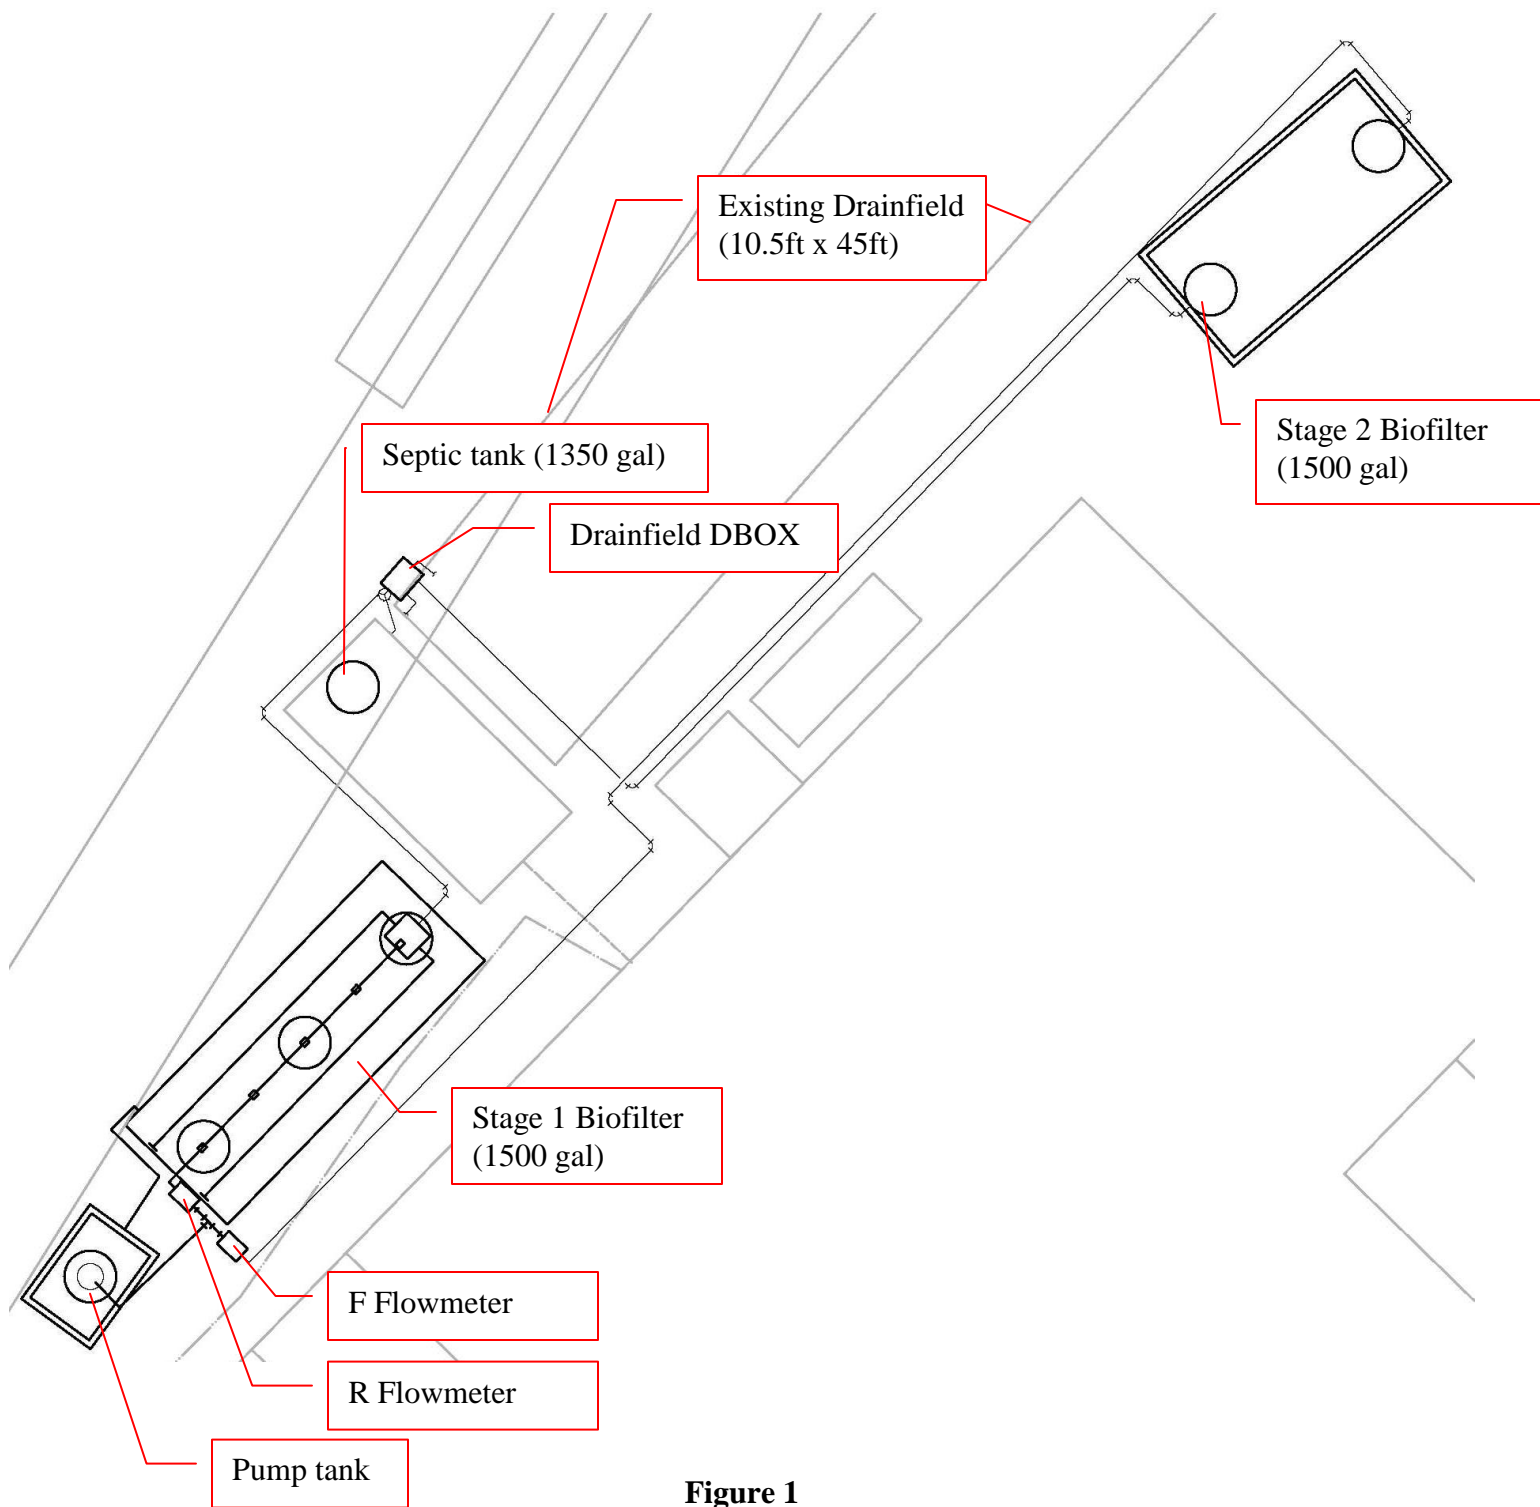 Existing Drainfield
(10.5ft x 45ft)
Stage 2 Biofilter
(1500 gal)
Septic tank (1350 gal)
Drainfield DBOX
Stage 1 Biofilter
(1500 gal)
F Flowmeter
R Flowmeter
Pump tank
Figure 1